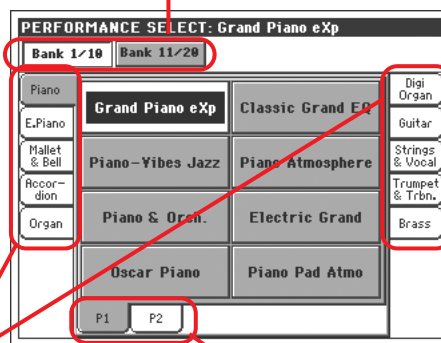 PERFORMANCE SELECT: Grand Piano eXp
Bank 1/10 Bank 11/20
Piano
E.Piano
Mallet
& Bell
Accor-
dion
Organ
Grand Piano eXp Classic Grand EQ
Piano-Vibes Jazz Piano Atmosphere
Piano & Orch. Electric Grand
Oscar Piano Piano Pad Atmo
Digi
Organ
Guitar
Strings
& Vocal
Trumpet
& Trbn.
Brass
P1 P2